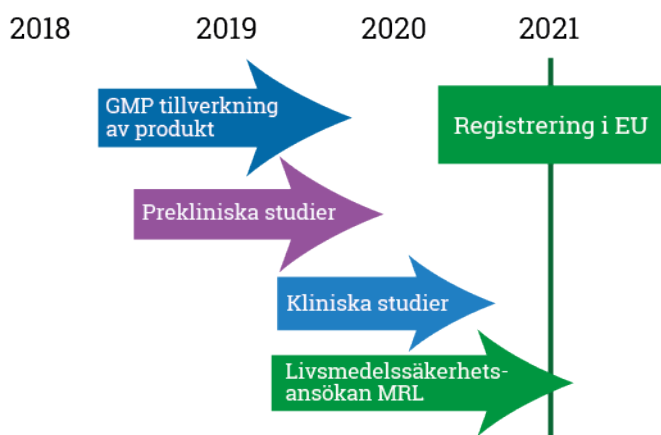 2018 2019 2020 2021
GMP tillverkning
av produkt
Registrering i EU
Prekliniska studier
Kliniska studier
Livsmedelssäkerhets-
ansökan MRL